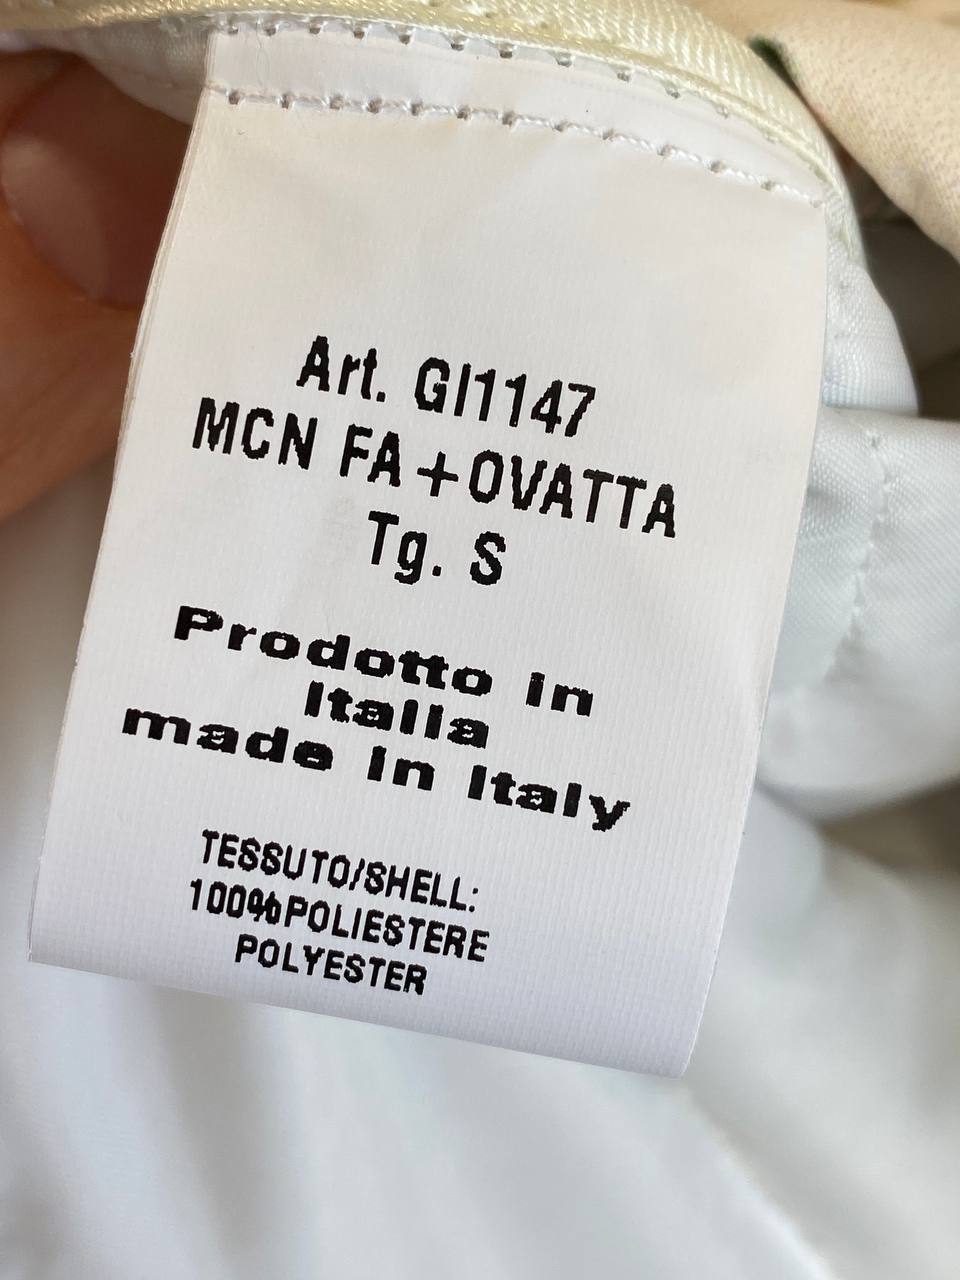 Art. GI1147
MCN FA+OVATTA
Tg. S
Prodotto in
Italia
made in Italy
TESSUTO/SHELL:
100%POLIESTERE
POLYESTER